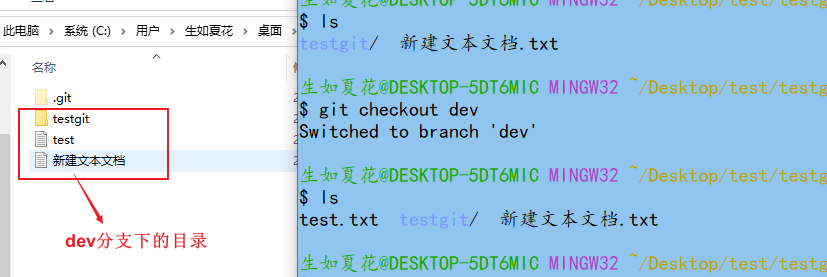 此电脑 > 系统 (C:) > 用户 > 生如夏花 > 桌面 >
名称
.git
testgit
test
新建文本文档
dev分支下的目录
生如夏花@DESKTOP-5DT6MIC MINGW32 ~/Desktop/test/testg
$ ls
testgit/ 新建文本文档.txt
生如夏花@DESKTOP-5DT6MIC MINGW32 ~/Desktop/test/testg
$ git checkout dev
Switched to branch 'dev'
生如夏花@DESKTOP-5DT6MIC MINGW32 ~/Desktop/test/testg
$ ls
test.txt testgit/ 新建文本文档.txt
生如夏花@DESKTOP-5DT6MIC MINGW32 ~/Desktop/test/testg